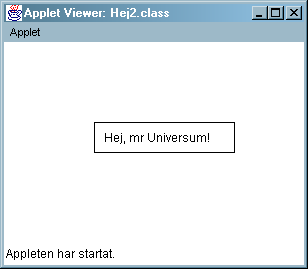 Applet Viewer: Hej2.class
Applet
Hej, mr Universum!
Appleten har startat.